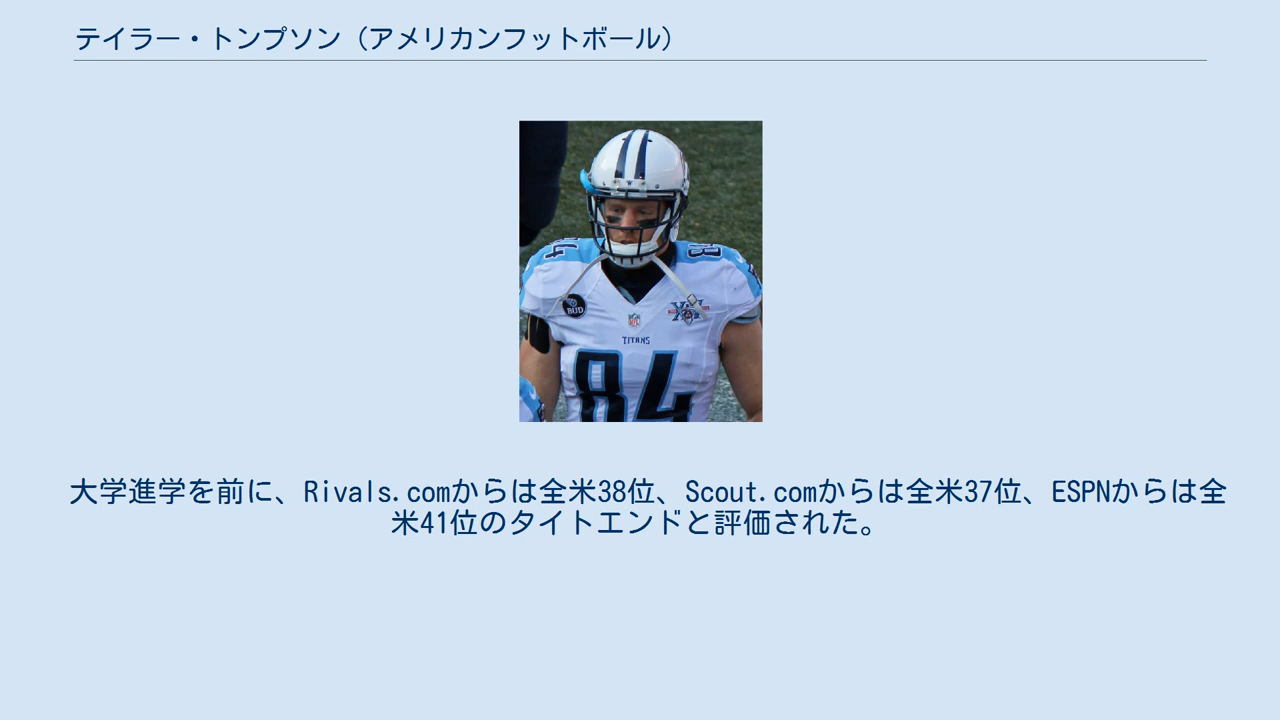 テイラー・トンプソン（アメリカンフットボール）
BUD
NFL
TITANS
84
大学進学を前に、Rivals.comからは全米38位、Scout.comからは全米37位、ESPNからは全
米41位のタイトエンドと評価された。